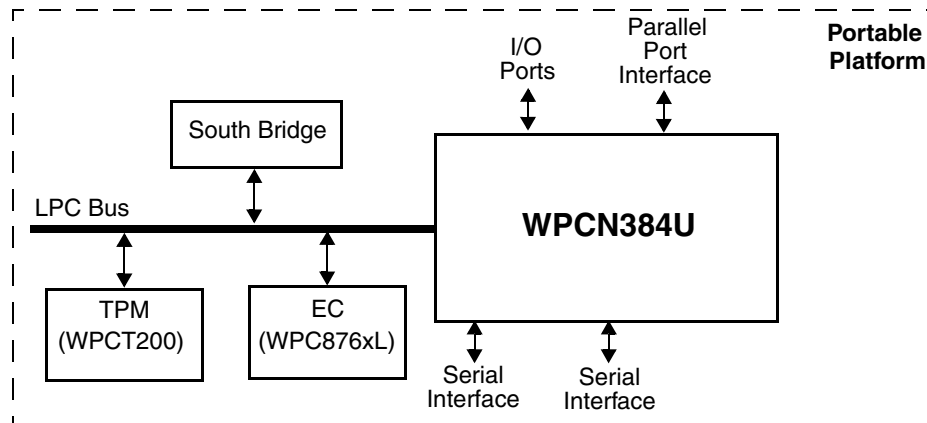 Portable
Platform
I/O
Ports
Parallel
Port
Interface
South Bridge
LPC Bus
WPCN384U
TPM
(WPCT200)
EC
(WPC876xL)
Serial
Interface
Serial
Interface